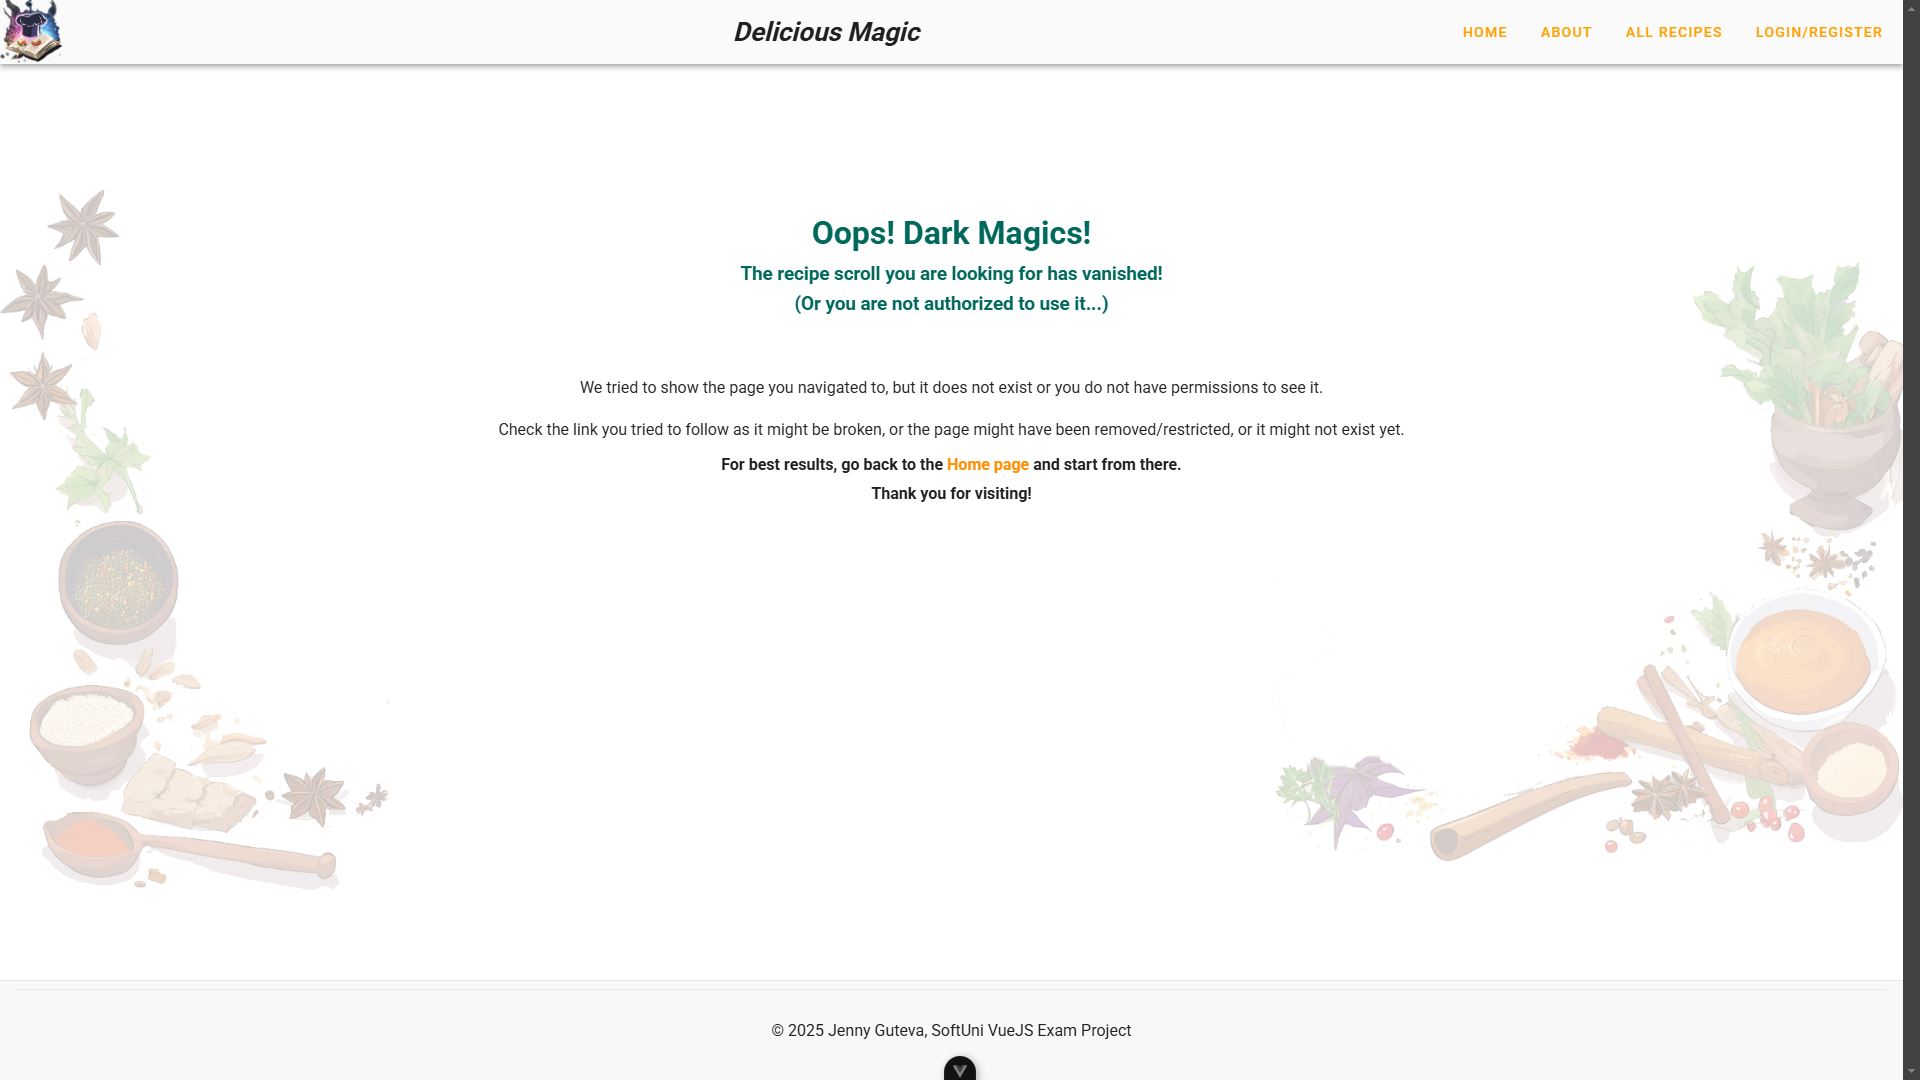 Delicious Magic
HOME
ABOUT
ALL RECIPES
LOGIN/REGISTER
Oops! Dark Magics!
The recipe scroll you are looking for has vanished!
(Or you are not authorized to use it...)
We tried to show the page you navigated to, but it does not exist or you do not have permissions to see it.
Check the link you tried to follow as it might be broken, or the page might have been removed/restricted, or it might not exist yet.
For best results, go back to the Home page and start from there.
Thank you for visiting!
© 2025 Jenny Guteva, SoftUni VueJS Exam Project